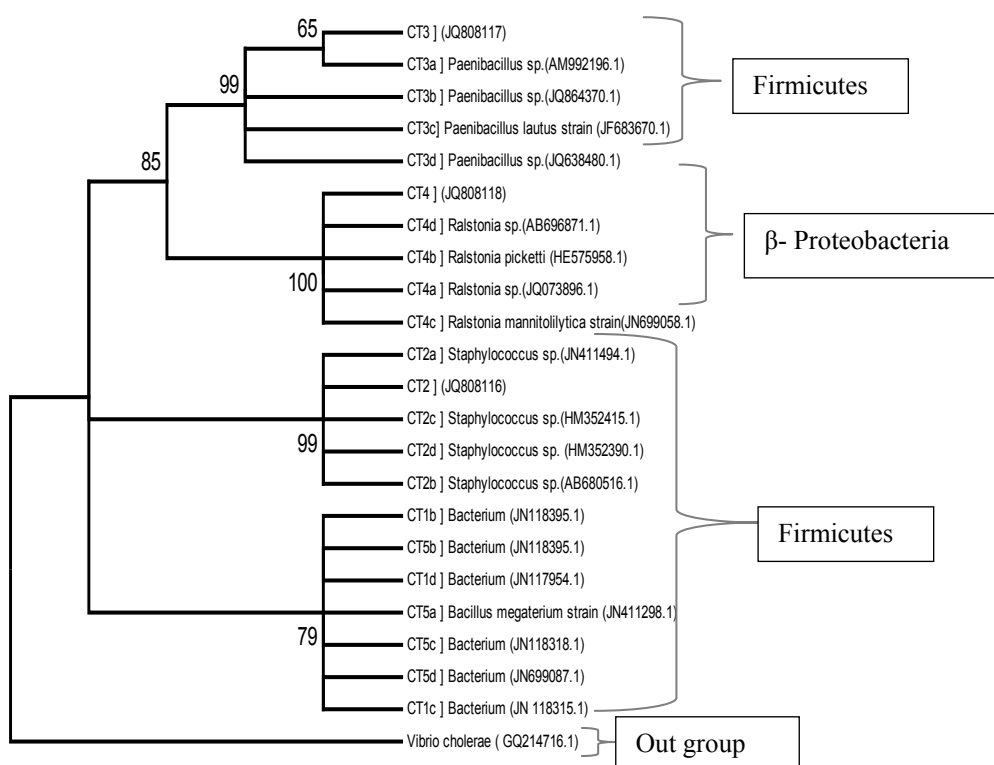 65
CT3 ] (JQ808117)
CT3a ] Paenibacillus sp.(AM992196.1)
99
CT3b ] Paenibacillus sp.(JQ864370.1)
Firmicutes
CT3c] Paenibacillus lautus strain (JF683670.1)
85
CT3d ] Paenibacillus sp.(JQ638480.1)
CT4 ] (JQ808118)
CT4d ] Ralstonia sp.(AB696871.1)
β- Proteobacteria
CT4b ] Ralstonia picketti (HE575958.1)
100
CT4a ] Ralstonia sp.(JQ073896.1)
CT4c ] Ralstonia mannitolilytica strain(JN699058.1)
CT2a ] Staphylococcus sp.(JN411494.1)
CT2 ] (JQ808116)
CT2c ] Staphylococcus sp.(HM352415.1)
99
CT2d ] Staphylococcus sp. (HM352390.1)
CT2b ] Staphylococcus sp.(AB680516.1)
CT1b ] Bacterium (JN118395.1)
Firmicutes
CT5b ] Bacterium (JN118395.1)
CT1d ] Bacterium (JN117954.1)
CT5a ] Bacillus megaterium strain (JN411298.1)
79
CT5c ] Bacterium (JN118318.1)
CT5d ] Bacterium (JN699087.1)
CT1c ] Bacterium (JN 118315.1)
Vibrio cholerae ( GQ214716.1)
Out group